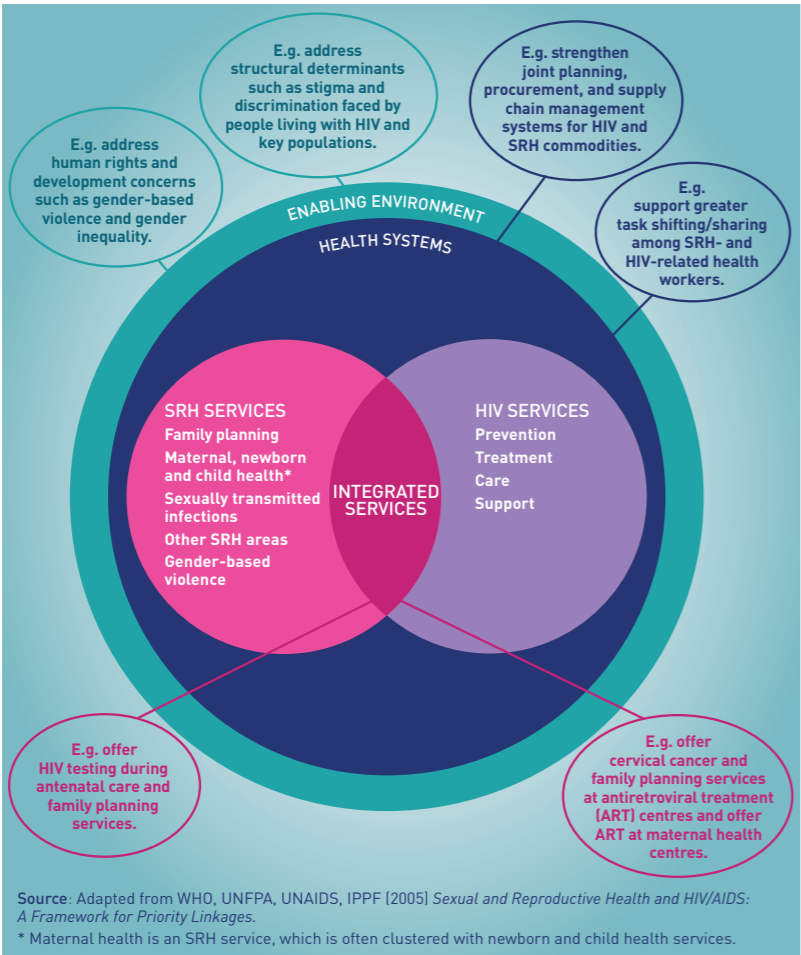 E.g. address
structural determinants
such as stigma and
discrimination faced by
people living with HIV and
key populations.
E.g. strengthen
joint planning,
procurement, and supply
chain management
systems for HIV and
SRH commodities.
E.g. address
human rights and
development concerns
such as gender-based
violence and gender
inequality.
E.g.
support greater
task shifting/sharing
among SRH- and
HIV-related health
workers.
ENABLING ENVIRONMENT
HEALTH SYSTEMS
SRH SERVICES
Family planning
Maternal, newborn
and child health*
Sexually transmitted
infections
Other SRH areas
Gender-based
violence
INTEGRATED
SERVICES
HIV SERVICES
Prevention
Treatment
Care
Support
E.g. offer
HIV testing during
antenatal care and
family planning
services.
E.g. offer
cervical cancer and
family planning services
at antiretroviral treatment
(ART) centres and offer
ART at maternal health
centres.
Source: Adapted from WHO, UNFPA, UNAIDS, IPPF (2005) Sexual and Reproductive Health and HIV/AIDS:
A Framework for Priority Linkages.
* Maternal health is an SRH service, which is often clustered with newborn and child health services.